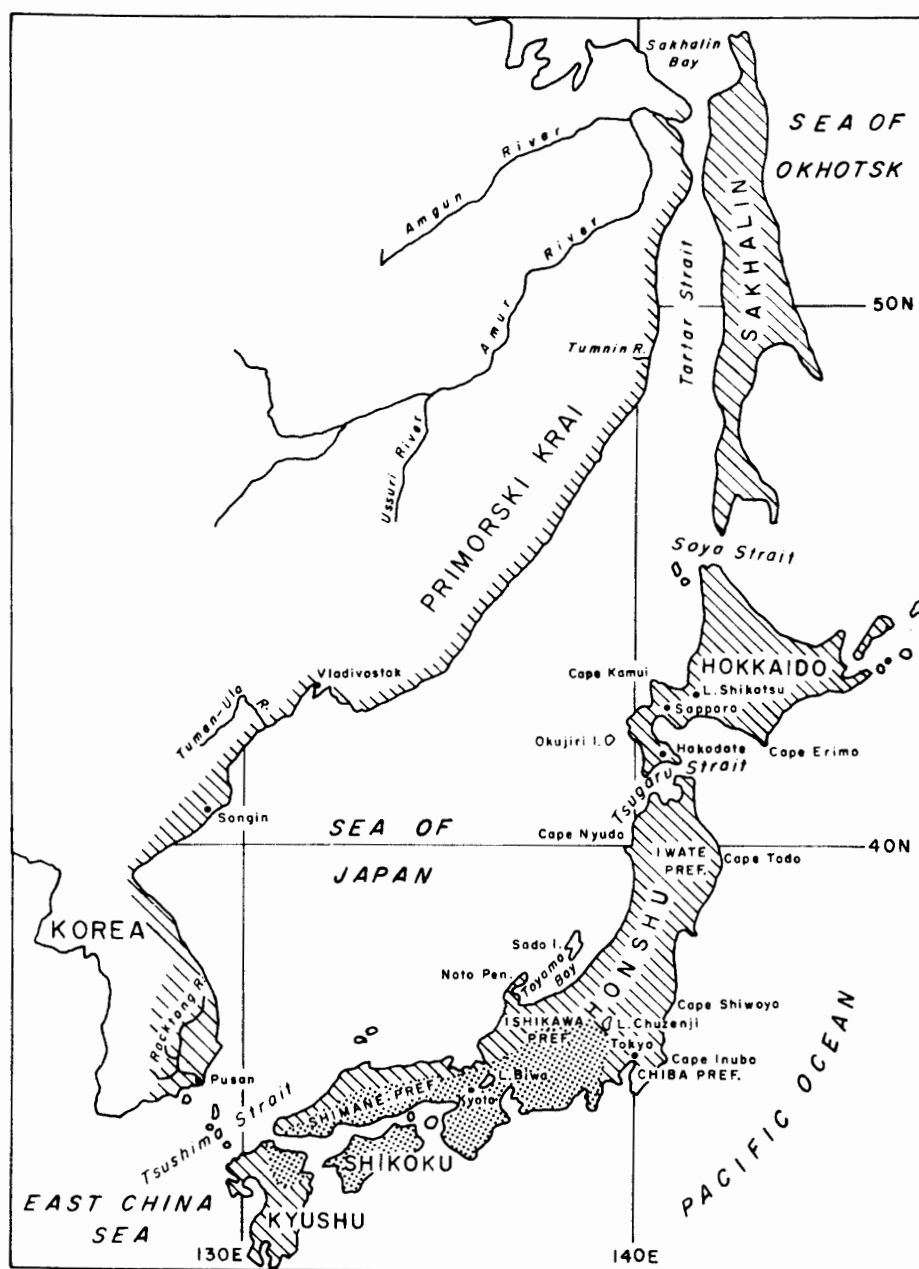 Sakhalin
Bay
SEA OF
OKHOTSK
Amgun River
Amur River
SAKHALIN
Tartar Strait
50N
Tumnin R.
Ussuri River
PRIMORSKI KRAI
Soya Strait
Vladivostok
Cape Kamui
HOKKAIDO
L. Shikotsu
Sapporo
Tumen-Ula R.
Okujiri I.
Hakodate
Cape Erimo
Tsugaru Strait
Songin
SEA OF
JAPAN
Cape Nyudo
40N
IWATE
PREF.
Cape Todo
KOREA
HONSHU
Sado I.
Noto Pen.
Toyama
Bay
Racktong R.
Cape Shiwoya
ISHIKAWA
PREF.
L. Chuzenji
Tokyo
Pusan
Cape Inubo
L. Biwa
CHIBA PREF.
SHIMANE PREF.
Kyoto
Tsushima Strait
SHIKOKU
PACIFIC OCEAN
EAST CHINA
SEA
KYUSHU
130E
140E